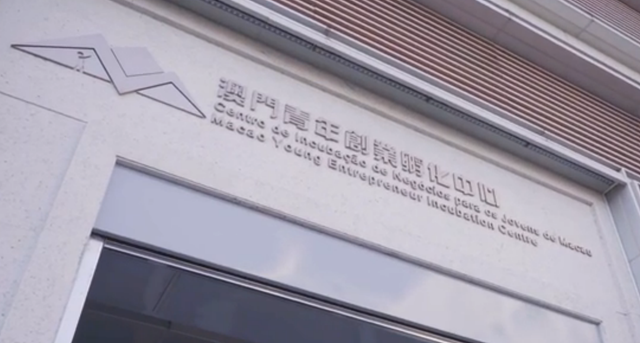 澳門青年創業孵化中心
Centro de Incubação de Negócios para os Jovens de Macau
Macao Young Entrepreneur Incubation Centre